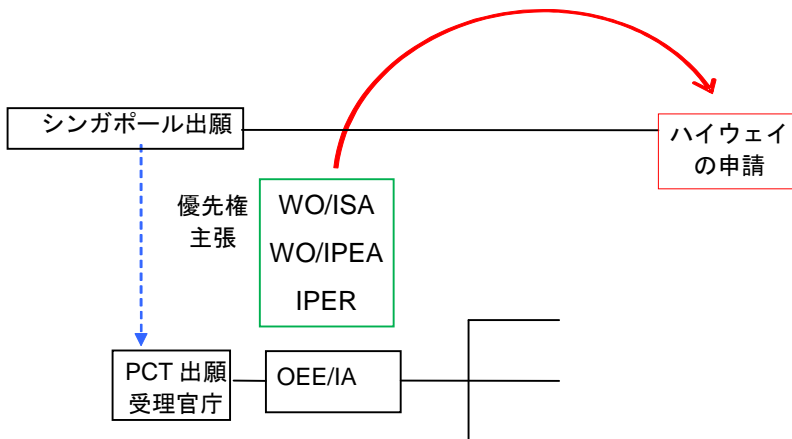 シンガポール出願
ハイウェイ
の申請
優先権
主張
WO/ISA
WO/IPEA
IPER
PCT 出願
受理官庁
OEE/IA